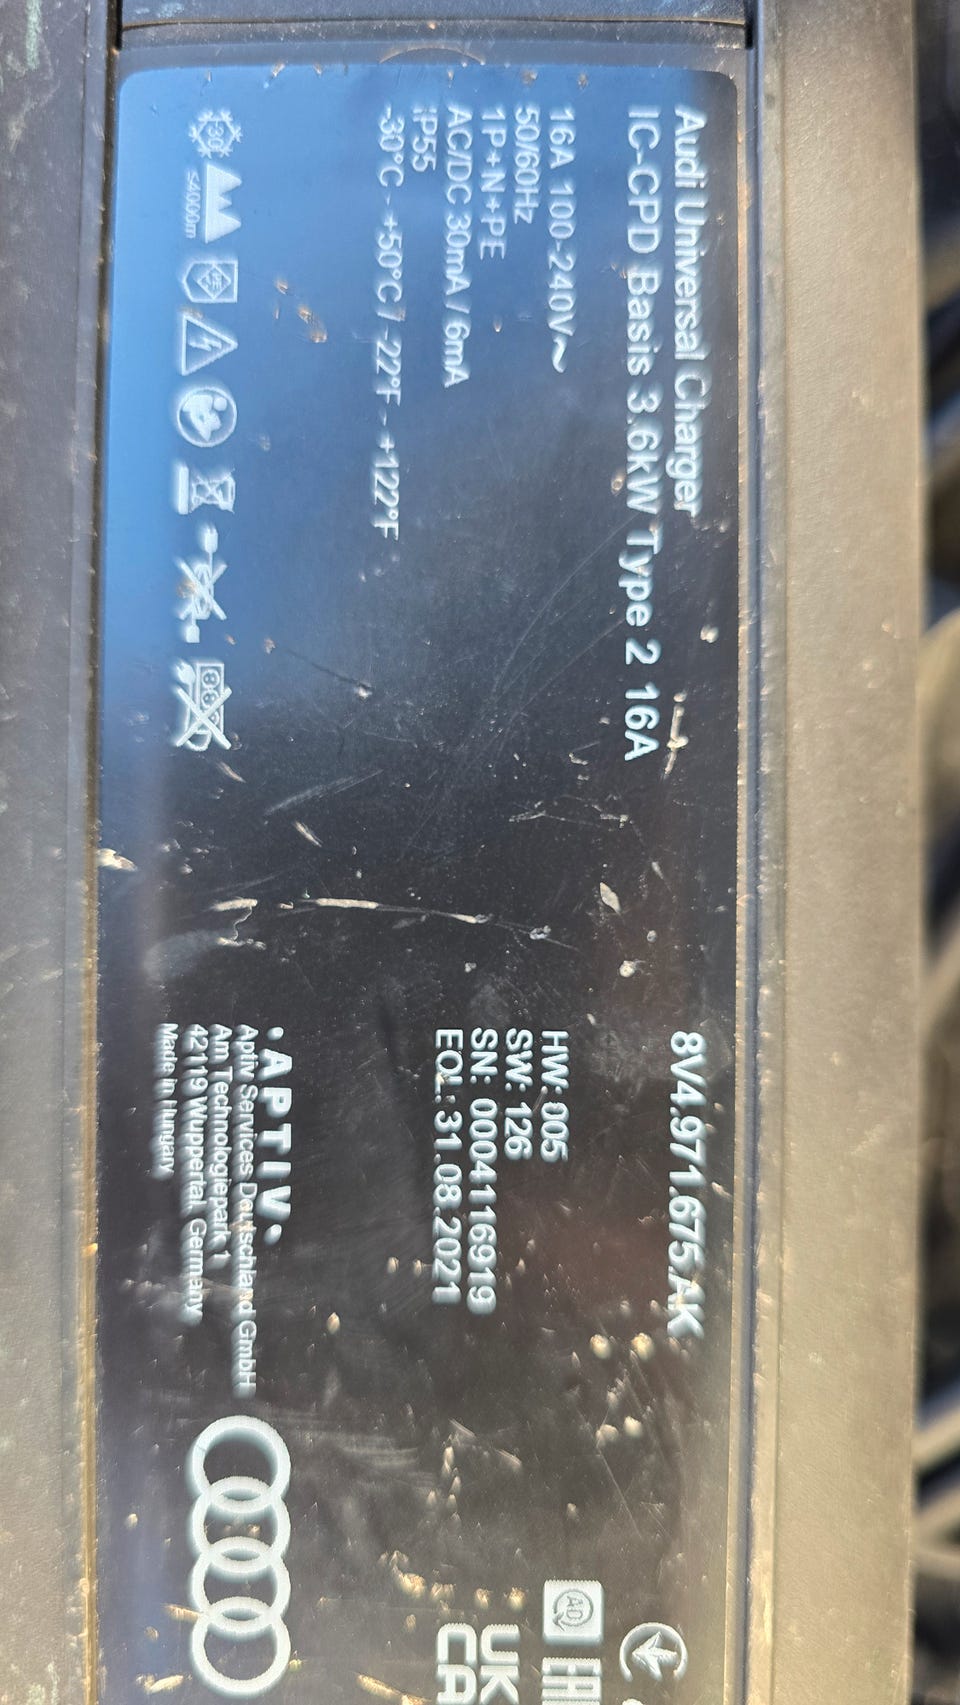 Audi Universal Charger
IC-CPD Basis 3.6kW Type 2 16A
16A 100-240V~
50/60Hz
1P+N+PE
AC/DC 30mA / 6mA
IP55
-30°C - +50°C / -22°F - +122°F
-30
≤4000m
8V4.971.675.AK
HW: 005
SW: 126
SN: 0004116919
EOL: 31.08.2021
• APTIV •
Aptiv Services Deutschland GmbH
Am Technologiepark 1
42119 Wuppertal, Germany
Made in Hungary
UK
CA